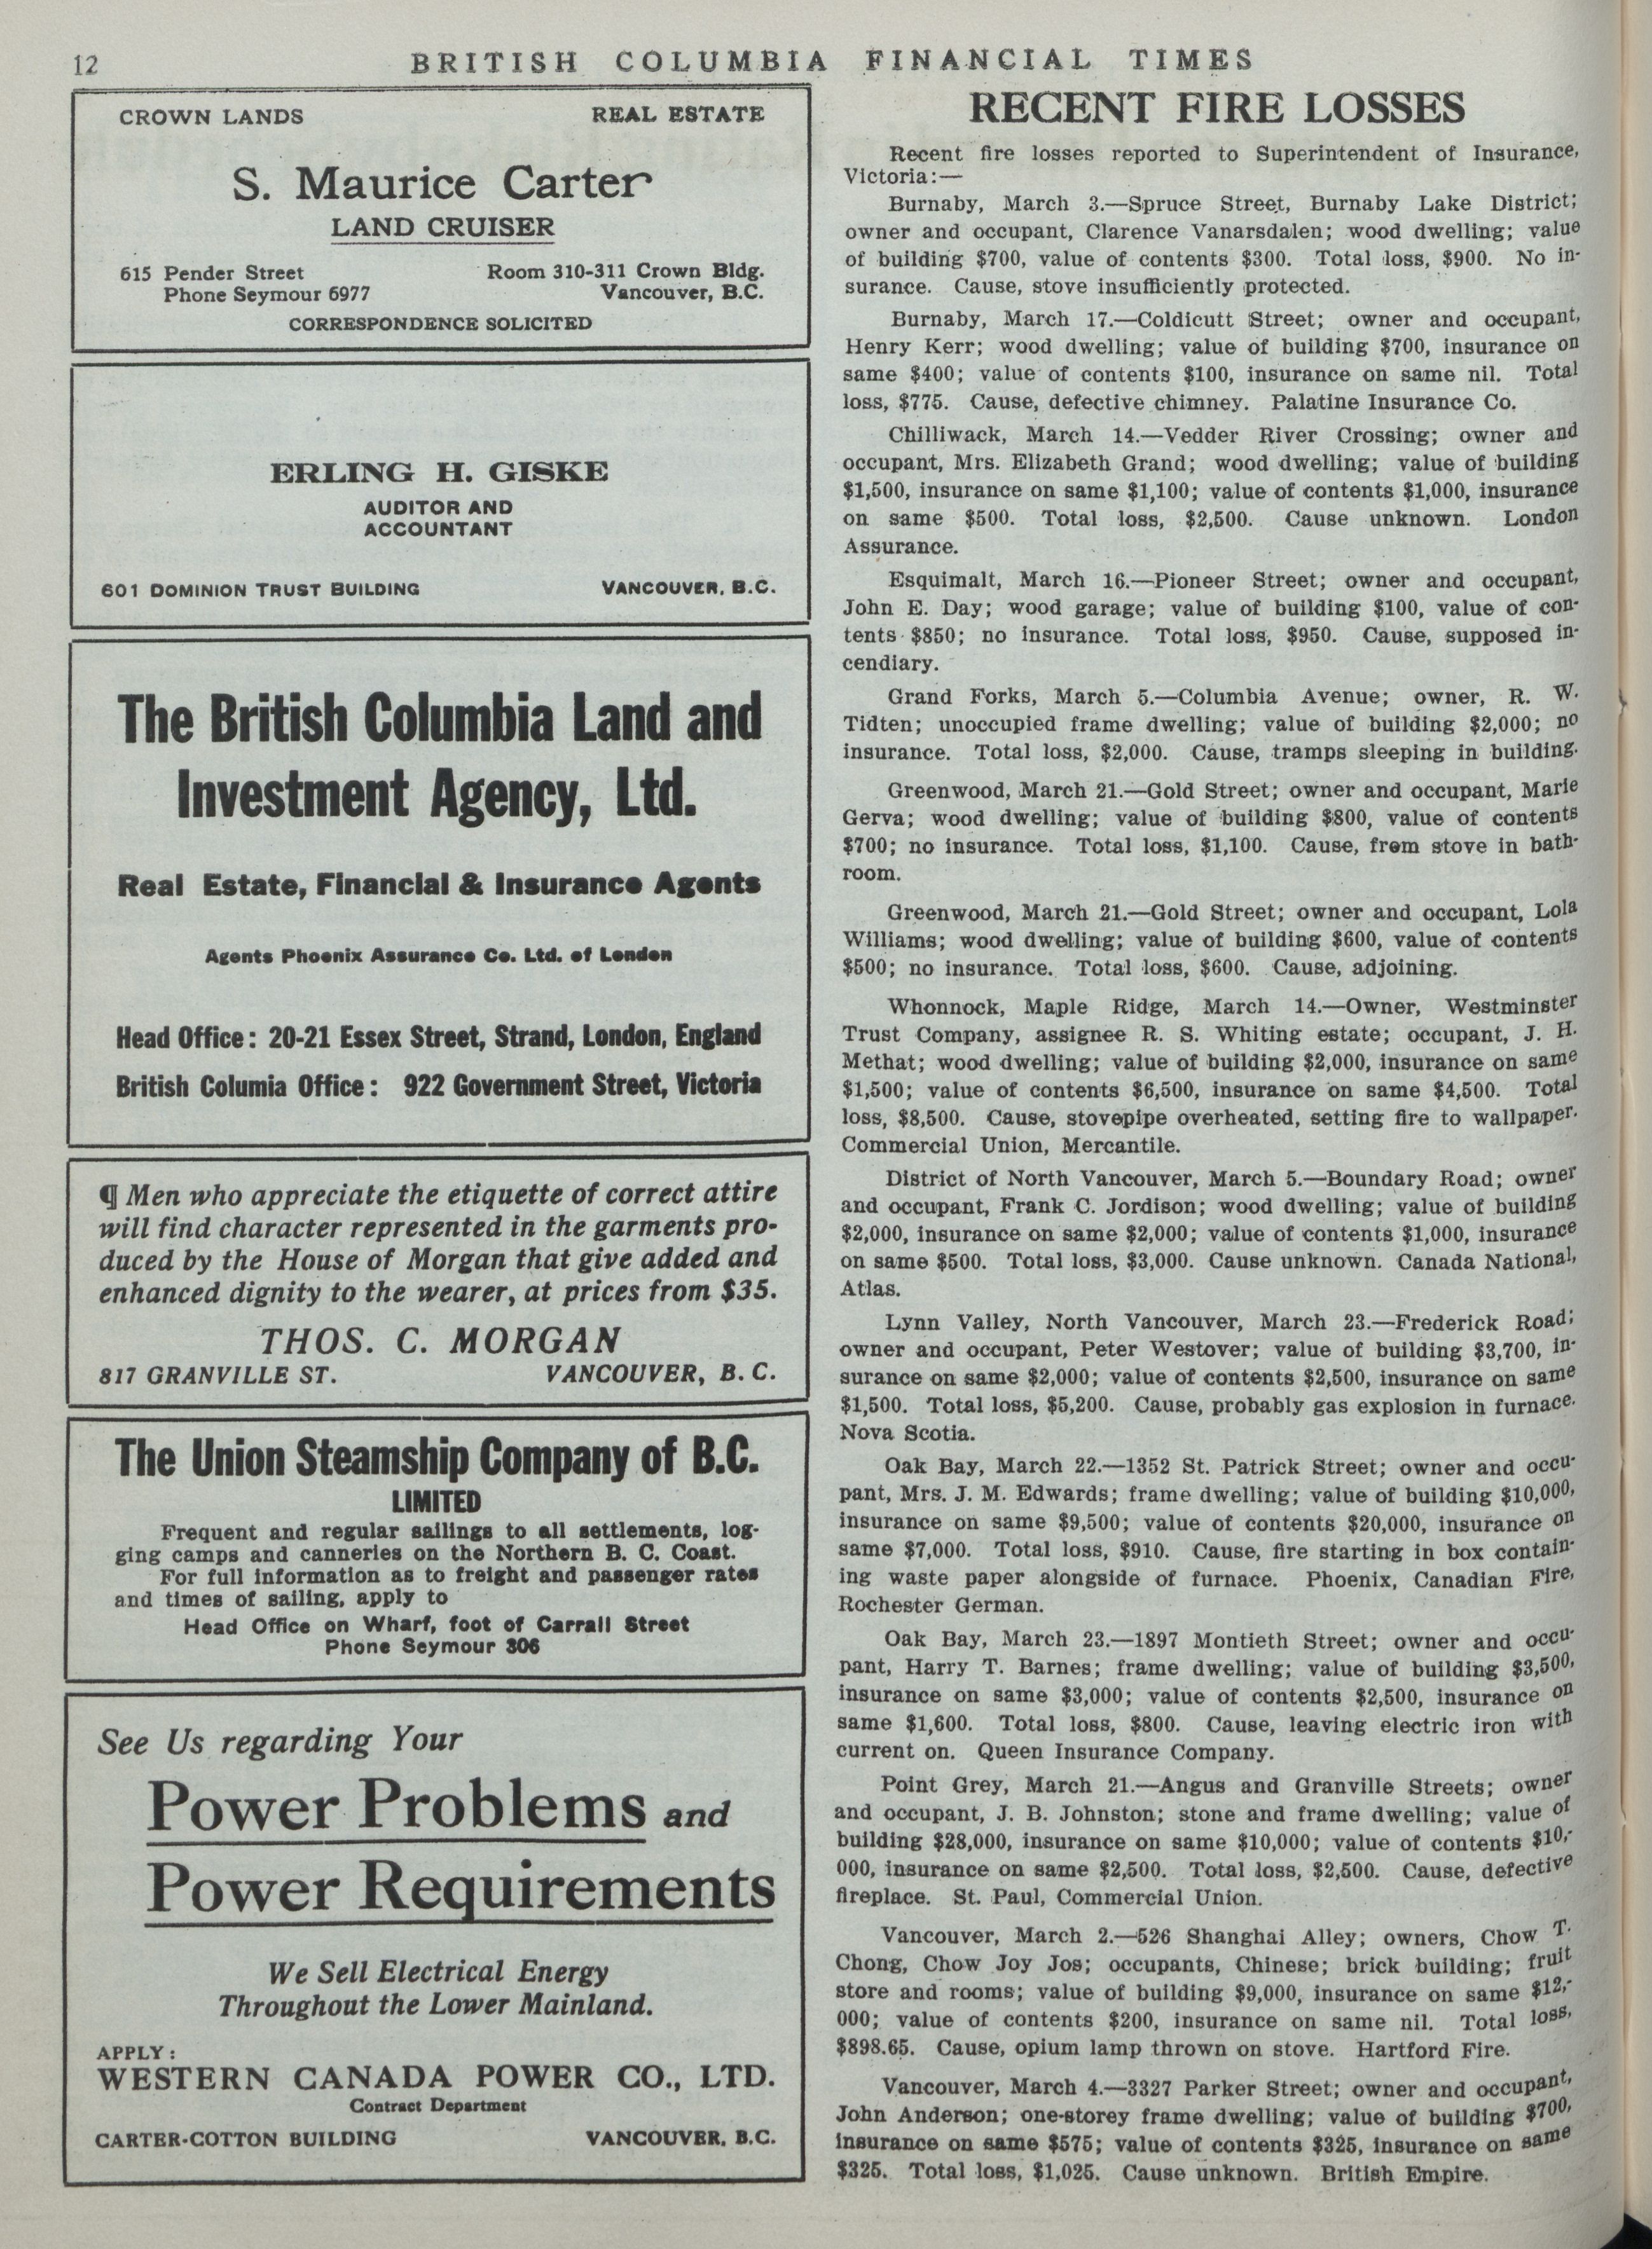 12
BRITISH COLUMBIA FINANCIAL TIMES
CROWN LANDS REAL ESTATE
S. Maurice Carter
LAND CRUISER
615 Pender Street Room 310-311 Crown Bldg.
Phone Seymour 6977 Vancouver, B.C.
CORRESPONDENCE SOLICITED
ERLING H. GISKE
AUDITOR AND
ACCOUNTANT
601 DOMINION TRUST BUILDING VANCOUVER, B.C.
The British Columbia Land and
Investment Agency, Ltd.
Real Estate, Financial & Insurance Agents
Agents Phoenix Assurance Co. Ltd. of London
Head Office: 20-21 Essex Street, Strand, London, England
British Columia Office: 922 Government Street, Victoria
¶ Men who appreciate the etiquette of correct attire
will find character represented in the garments pro-
duced by the House of Morgan that give added and
enhanced dignity to the wearer, at prices from $35.
THOS. C. MORGAN
817 GRANVILLE ST. VANCOUVER, B. C.
The Union Steamship Company of B.C.
LIMITED
Frequent and regular sailings to all settlements, log-
ging camps and canneries on the Northern B. C. Coast.
For full information as to freight and passenger rates
and times of sailing, apply to
Head Office on Wharf, foot of Carrall Street
Phone Seymour 306
See Us regarding Your
Power Problems and
Power Requirements
We Sell Electrical Energy
Throughout the Lower Mainland.
APPLY:
WESTERN CANADA POWER CO., LTD.
Contract Department
CARTER-COTTON BUILDING VANCOUVER, B.C.
RECENT FIRE LOSSES
Recent fire losses reported to Superintendent of Insurance,
Victoria:—
Burnaby, March 3.—Spruce Street, Burnaby Lake District;
owner and occupant, Clarence Vanarsdalen; wood dwelling; value
of building $700, value of contents $300. Total loss, $900. No in-
surance. Cause, stove insufficiently protected.
Burnaby, March 17.—Coldicutt Street; owner and occupant,
Henry Kerr; wood dwelling; value of building $700, insurance on
same $400; value of contents $100, insurance on same nil. Total
loss, $775. Cause, defective chimney. Palatine Insurance Co.
Chilliwack, March 14.—Vedder River Crossing; owner and
occupant, Mrs. Elizabeth Grand; wood dwelling; value of building
$1,500, insurance on same $1,100; value of contents $1,000, insurance
on same $500. Total loss, $2,500. Cause unknown. London
Assurance.
Esquimalt, March 16.—Pioneer Street; owner and occupant,
John E. Day; wood garage; value of building $100, value of con-
tents $850; no insurance. Total loss, $950. Cause, supposed in-
cendiary.
Grand Forks, March 5.—Columbia Avenue; owner, R. W.
Tidten; unoccupied frame dwelling; value of building $2,000; no
insurance. Total loss, $2,000. Cause, tramps sleeping in building.
Greenwood, March 21.—Gold Street; owner and occupant, Marie
Gerva; wood dwelling; value of building $800, value of contents
$700; no insurance. Total loss, $1,100. Cause, from stove in bath-
room.
Greenwood, March 21.—Gold Street; owner and occupant, Lola
Williams; wood dwelling; value of building $600, value of contents
$500; no insurance. Total loss, $600. Cause, adjoining.
Whonnock, Maple Ridge, March 14.—Owner, Westminster
Trust Company, assignee R. S. Whiting estate; occupant, J. H.
Methat; wood dwelling; value of building $2,000, insurance on same
$1,500; value of contents $6,500, insurance on same $4,500. Total
loss, $8,500. Cause, stovepipe overheated, setting fire to wallpaper.
Commercial Union, Mercantile.
District of North Vancouver, March 5.—Boundary Road; owner
and occupant, Frank C. Jordison; wood dwelling; value of building
$2,000, insurance on same $2,000; value of contents $1,000, insurance
on same $500. Total loss, $3,000. Cause unknown. Canada National,
Atlas.
Lynn Valley, North Vancouver, March 23.—Frederick Road;
owner and occupant, Peter Westover; value of building $3,700, in-
surance on same $2,000; value of contents $2,500, insurance on same
$1,500. Total loss, $5,200. Cause, probably gas explosion in furnace.
Nova Scotia.
Oak Bay, March 22.—1352 St. Patrick Street; owner and occu-
pant, Mrs. J. M. Edwards; frame dwelling; value of building $10,000,
insurance on same $9,500; value of contents $20,000, insurance on
same $7,000. Total loss, $910. Cause, fire starting in box contain-
ing waste paper alongside of furnace. Phoenix, Canadian Fire,
Rochester German.
Oak Bay, March 23.—1897 Montieth Street; owner and occu-
pant, Harry T. Barnes; frame dwelling; value of building $3,500,
insurance on same $3,000; value of contents $2,500, insurance on
same $1,600. Total loss, $800. Cause, leaving electric iron with
current on. Queen Insurance Company.
Point Grey, March 21.—Angus and Granville Streets; owner
and occupant, J. B. Johnston; stone and frame dwelling; value of
building $28,000, insurance on same $10,000; value of contents $10,-
000, insurance on same $2,500. Total loss, $2,500. Cause, defective
fireplace. St. Paul, Commercial Union.
Vancouver, March 2.—526 Shanghai Alley; owners, Chow T.
Chong, Chow Joy Jos; occupants, Chinese; brick building; fruit
store and rooms; value of building $9,000, insurance on same $12,-
000; value of contents $200, insurance on same nil. Total loss,
$898.65. Cause, opium lamp thrown on stove. Hartford Fire.
Vancouver, March 4.—3327 Parker Street; owner and occupant,
John Anderson; one-storey frame dwelling; value of building $700,
insurance on same $575; value of contents $325, insurance on same
$325. Total loss, $1,025. Cause unknown. British Empire.